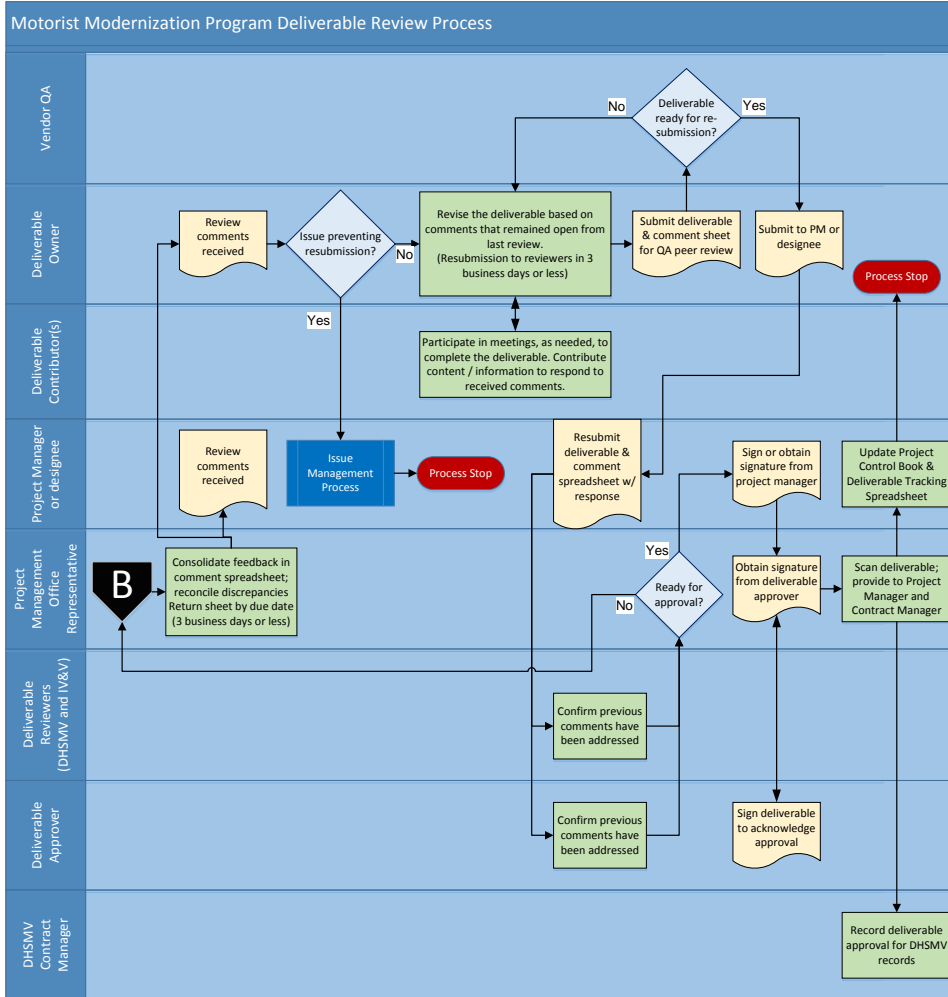 Motorist Modernization Program Deliverable Review Process
Vendor QA
No
Deliverable
ready for re-
submission?
Yes
Deliverable
Owner
Review
comments
received
Issue preventing
resubmission?
No
Yes
Revise the deliverable based on
comments that remained open from
last review.
(Resubmission to reviewers in 3
business days or less)
Submit deliverable
& comment sheet
for QA peer review
Submit to PM or
designee
Process Stop
Deliverable
Contributor(s)
Participate in meetings, as needed, to
complete the deliverable. Contribute
content / information to respond to
received comments.
Project Manager
or designee
Review
comments
received
Issue
Management
Process
Process Stop
Resubmit
deliverable &
comment
spreadsheet w/
response
Sign or obtain
signature from
project manager
Update Project
Control Book &
Deliverable Tracking
Spreadsheet
Project
Management
Office
Representative
B
Consolidate feedback in
comment spreadsheet;
reconcile discrepancies
Return sheet by due date
(3 business days or less)
Yes
No
Ready for
approval?
Obtain signature
from deliverable
approver
Scan deliverable;
provide to Project
Manager and
Contract Manager
Deliverable
Reviewers
(DHSMV and IV&V)
Confirm previous
comments have
been addressed
Deliverable
Approver
Confirm previous
comments have
been addressed
Sign deliverable
to acknowledge
approval
DHSMV
Contract
Manager
Record deliverable
approval for DHSMV
records